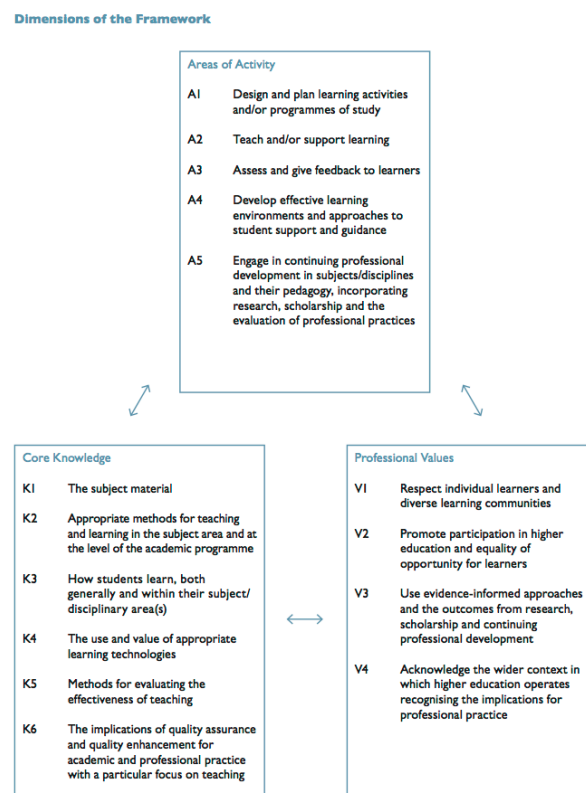 Dimensions of the Framework
Areas of Activity
A1 Design and plan learning activities
and/or programmes of study
A2 Teach and/or support learning
A3 Assess and give feedback to learners
A4 Develop effective learning
environments and approaches to
student support and guidance
A5 Engage in continuing professional
development in subjects/disciplines
and their pedagogy, incorporating
research, scholarship and the
evaluation of professional practices
Core Knowledge
K1 The subject material
K2 Appropriate methods for teaching
and learning in the subject area and at
the level of the academic programme
K3 How students learn, both
generally and within their subject/
disciplinary area(s)
K4 The use and value of appropriate
learning technologies
K5 Methods for evaluating the
effectiveness of teaching
K6 The implications of quality assurance
and quality enhancement for
academic and professional practice
with a particular focus on teaching
Professional Values
V1 Respect individual learners and
diverse learning communities
V2 Promote participation in higher
education and equality of
opportunity for learners
V3 Use evidence-informed approaches
and the outcomes from research,
scholarship and continuing
professional development
V4 Acknowledge the wider context in
which higher education operates
recognising the implications for
professional practice